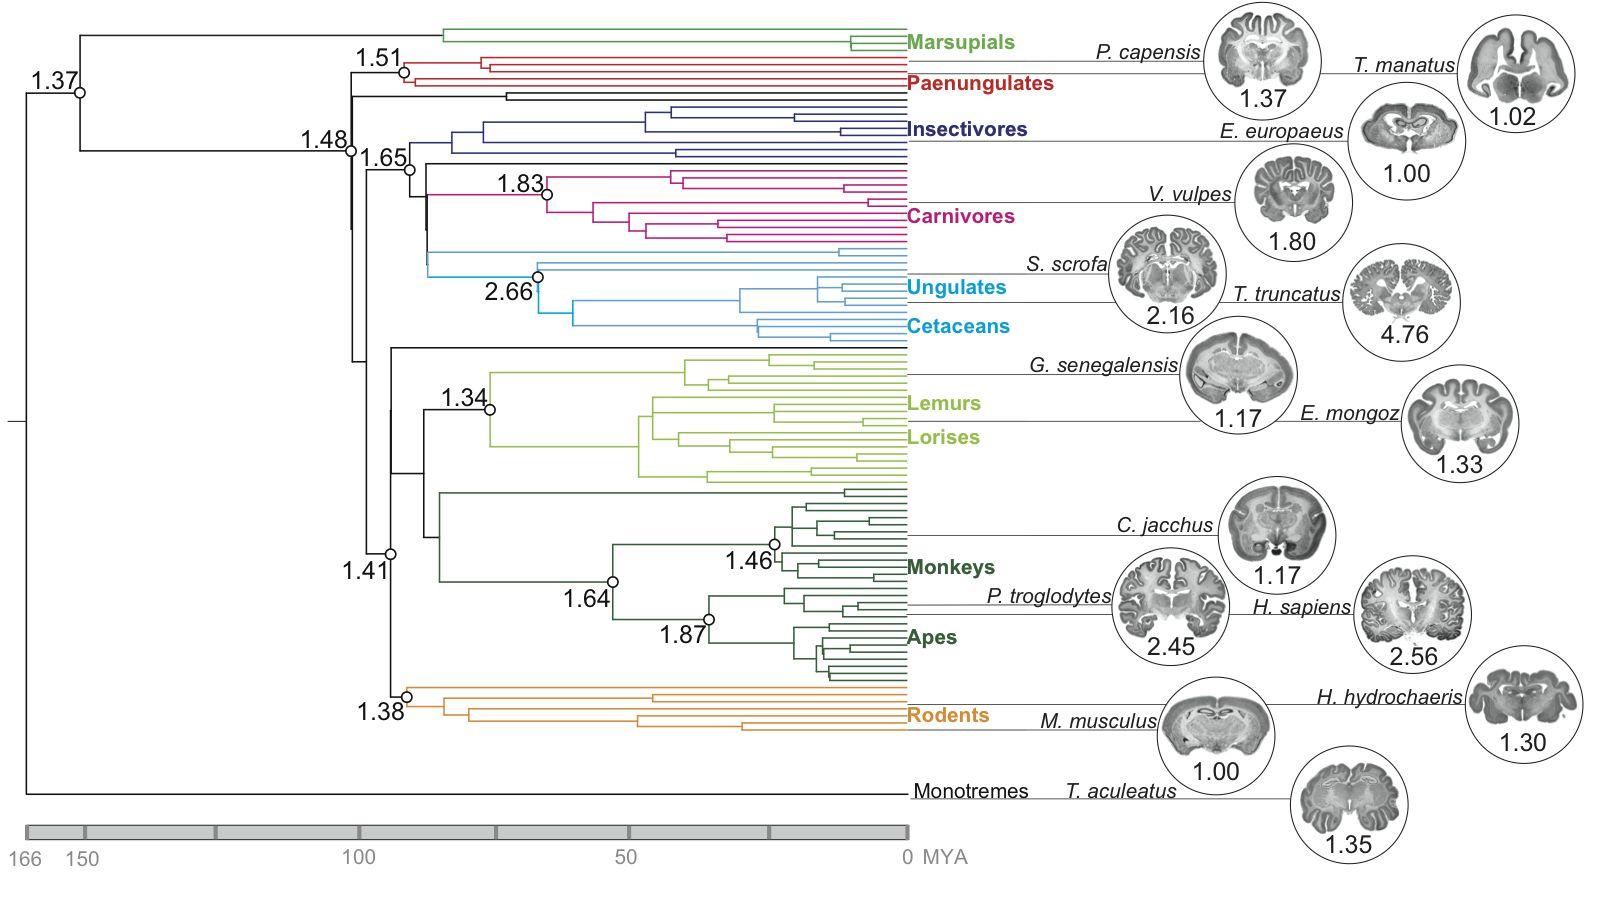 Marsupials
P. capensis
1.37
T. manatus
1.02
1.51
Paenungulates
1.37
1.48
Insectivores
E. europaeus
1.00
1.65
1.83
V. vulpes
1.80
Carnivores
S. scrofa
2.16
2.66
Ungulates
T. truncatus
4.76
Cetaceans
G. senegalensis
1.17
1.34
Lemurs
E. mongoz
1.33
Lorises
C. jacchus
1.17
1.46
Monkeys
1.41
1.64
P. troglodytes
2.45
H. sapiens
2.56
1.87
Apes
H. hydrochaeris
1.30
1.38
Rodents
M. musculus
1.00
Monotremes
T. aculeatus
1.35
166 150 100 50 0 MYA